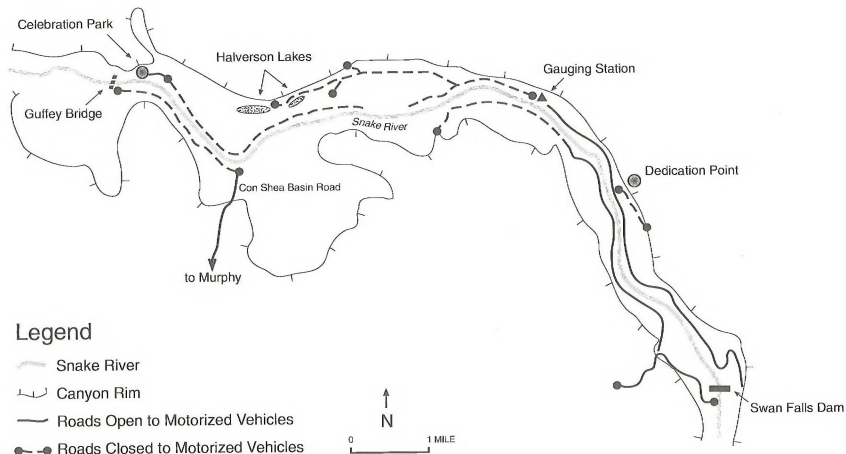 Celebration Park
Halverson Lakes
Gauging Station
Guffey Bridge
Snake River
Dedication Point
Con Shea Basin Road
to Murphy
Legend
Snake River
Canyon Rim
Roads Open to Motorized Vehicles
Roads Closed to Motorized Vehicles
N
0 1 MILE
Swan Falls Dam